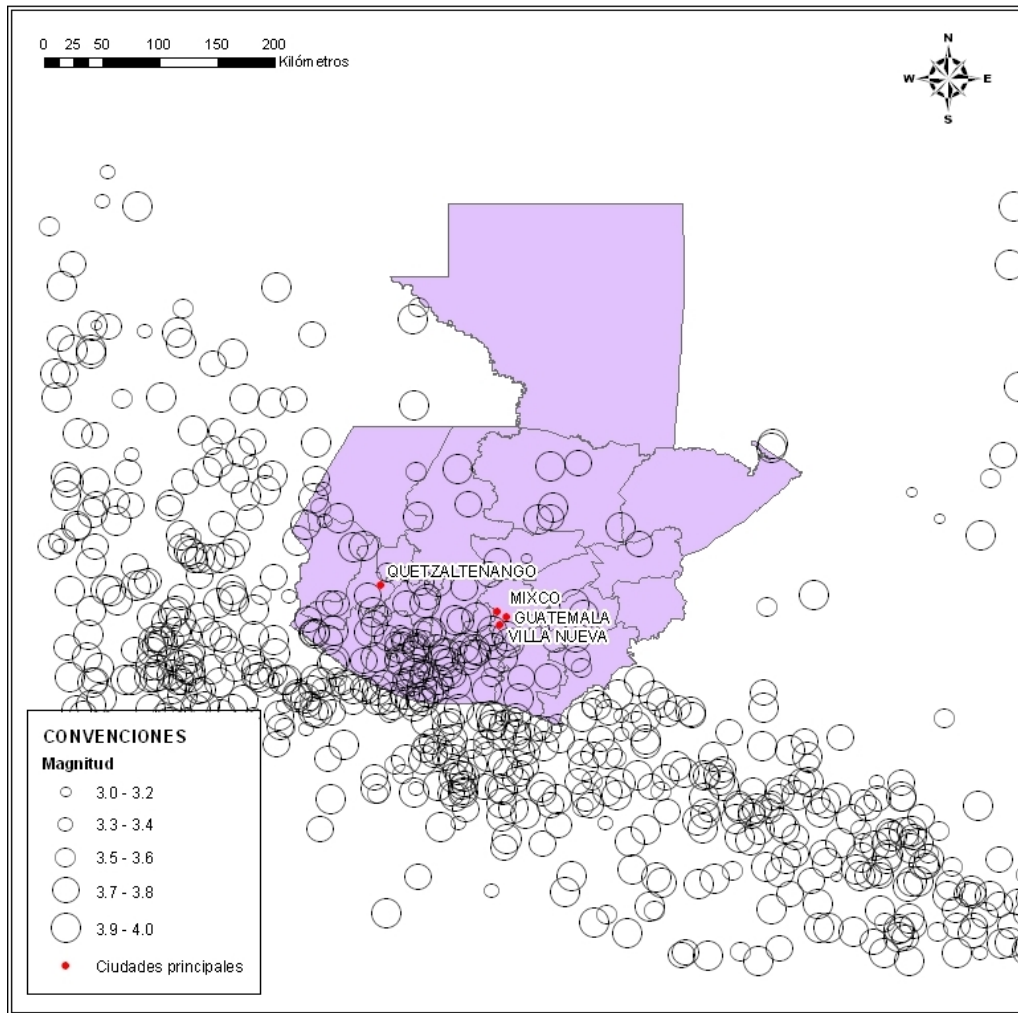 0 25 50 100 150 200
Kilómetros
N
W E
S
QUETZALTENANGO
MIXCO
GUATEMALA
VILLA NUEVA
CONVENCIONES
Magnitud
3.0 - 3.2
3.3 - 3.4
3.5 - 3.6
3.7 - 3.8
3.9 - 4.0
Ciudades principales